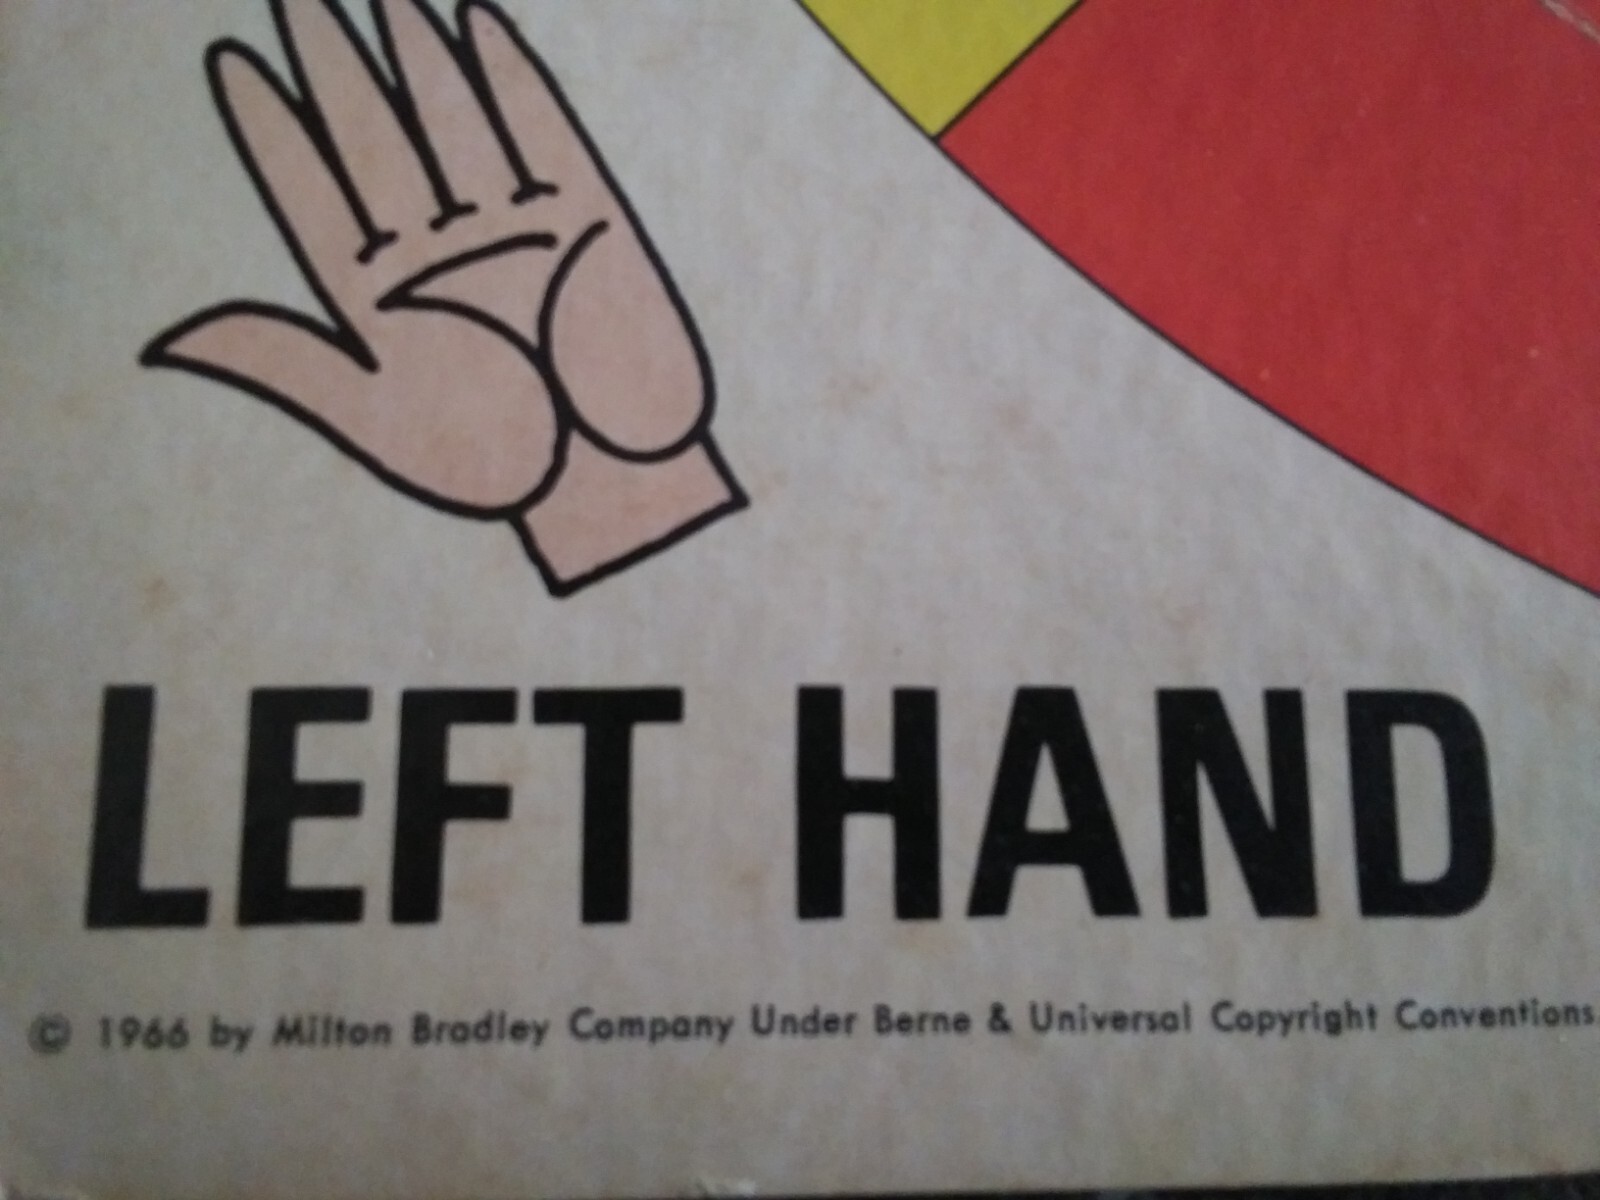 LEFT HAND
© 1966 by Milton Bradley Company Under Berne & Universal Copyright Conventions.